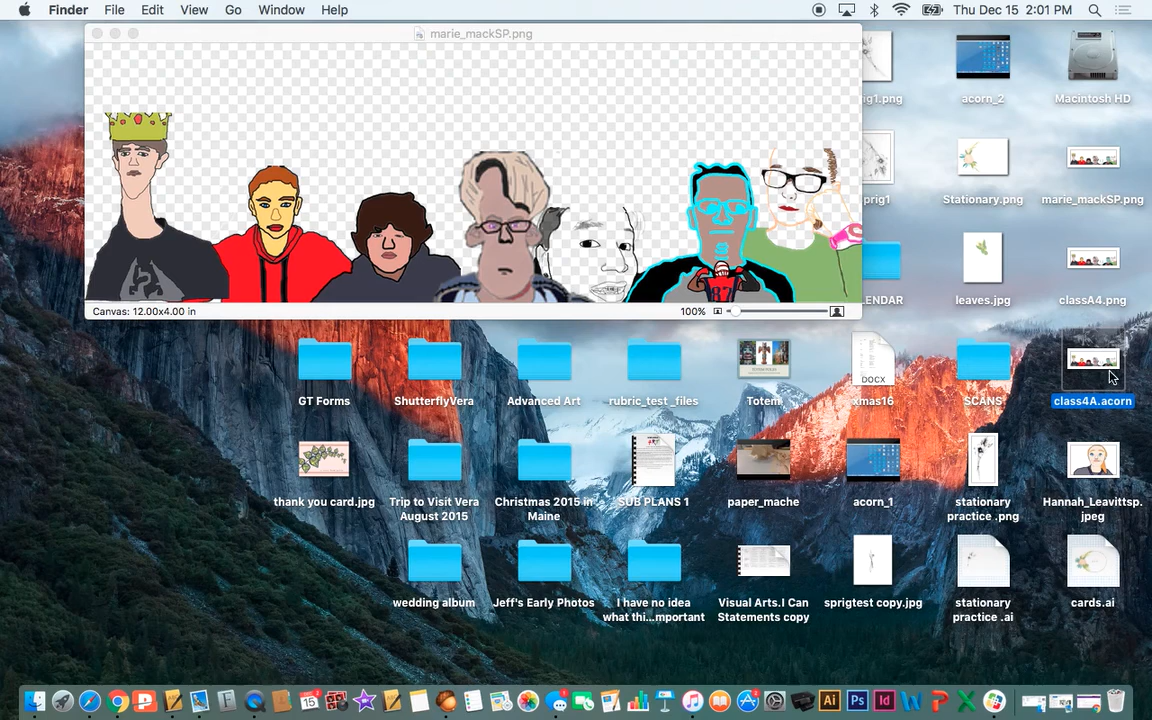 Finder File Edit View Go Window Help Thu Dec 15 2:01 PM
marie_mackSP.png
Canvas: 12.00x4.00 in 100%
ig1.png acorn_2 Macintosh HD
prig1 Stationary.png marie_mackSP.png
LENDAR leaves.jpg classA4.png
DOCX
GT Forms ShutterflyVera Advanced Art rubric_test_files Totem xmas16 SCANS class4A.acorn
thank you card.jpg Trip to Visit Vera Christmas 2015 in SUB PLANS 1 paper_mache acorn_1 stationary Hannah_Leavittsp.
August 2015 Maine practice .png jpeg
wedding album Jeff's Early Photos I have no idea Visual Arts.I Can sprigtest copy.jpg stationary cards.ai
what thi...mportant Statements copy practice .ai
15 Ai Ps Id